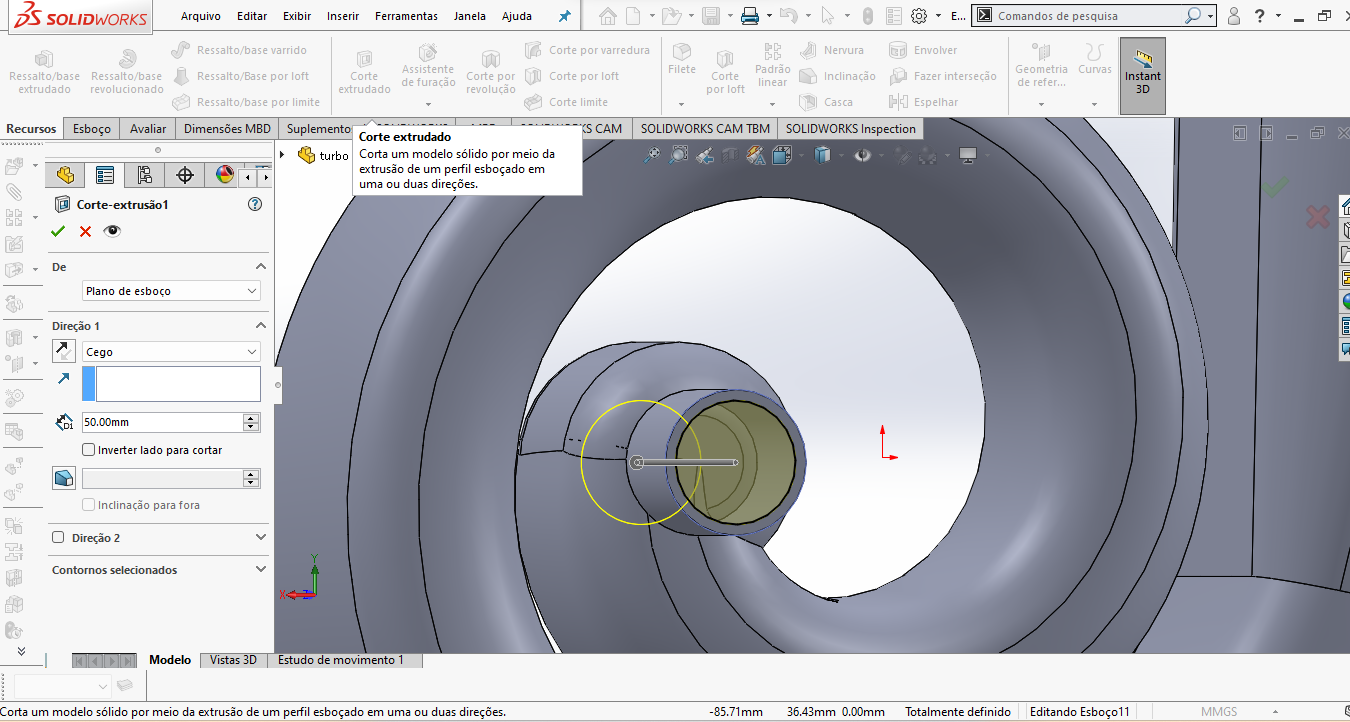 SOLIDWORKS
Arquivo Editar Exibir Inserir Ferramentas Janela Ajuda
E...
Comandos de pesquisa
?
Ressalto/base extrudado
Ressalto/base revolucionado
Ressalto/base varrido
Ressalto/Base por loft
Ressalto/base por limite
Corte extrudado
Assistente de furação
Corte por revolução
Corte por varredura
Corte por loft
Corte limite
Filete
Corte por loft
Padrão linear
Nervura
Inclinação
Casca
Envolver
Fazer interseção
Espelhar
Geometria de refer...
Curvas
Instant 3D
Recursos Esboço Avaliar Dimensões MBD Suplementos SOLIDWORKS CAM SOLIDWORKS CAM TBM SOLIDWORKS Inspection
Corte extrudado
Corta um modelo sólido por meio da
extrusão de um perfil esboçado em
uma ou duas direções.
turbo
Corte-extrusão1
?
De
Plano de esboço
Direção 1
Cego
D1
50.00mm
Inverter lado para cortar
Inclinação para fora
Direção 2
Contornos selecionados
Y
X
Modelo Vistas 3D Estudo de movimento 1
Corta um modelo sólido por meio da extrusão de um perfil esboçado em uma ou duas direções.
-85.71mm 36.43mm 0.00mm Totalmente definido Editando Esboço11 MMGS